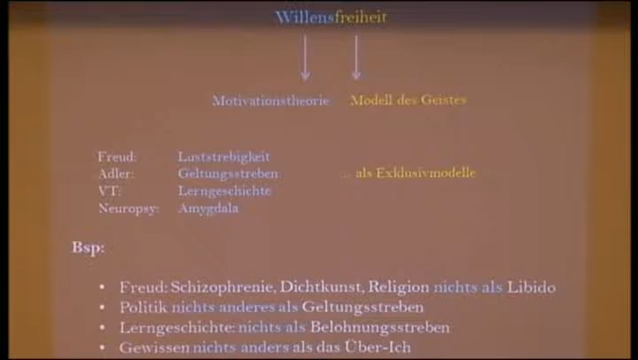 Willensfreiheit
Motivationstheorie Modell des Geistes
Freud: Luststrebigkeit
Adler: Geltungsstreben ... als Exklusivmodelle
VT: Lerngeschichte
Neuropsy: Amygdala
Bsp:
• Freud: Schizophrenie, Dichtkunst, Religion nichts als Libido
• Politik nichts anderes als Geltungsstreben
• Lerngeschichte: nichts als Belohnungsstreben
• Gewissen nichts anders als das Über-Ich